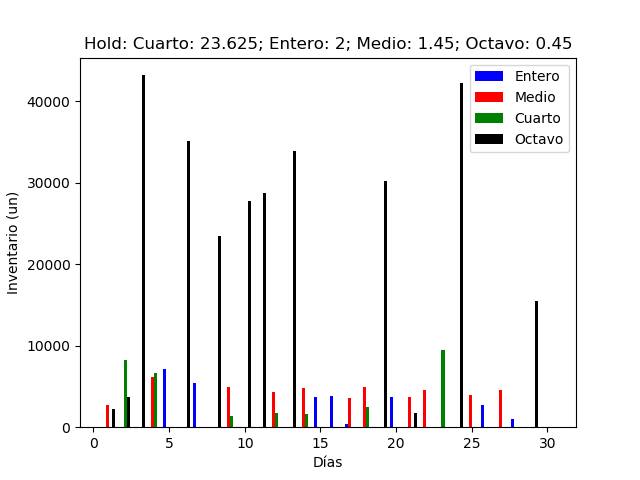 Hold: Cuarto: 23.625; Entero: 2; Medio: 1.45; Octavo: 0.45
Entero
Medio
Cuarto
Octavo
40000
30000
20000
10000
0
Inventario (un)
0 5 10 15 20 25 30
Días